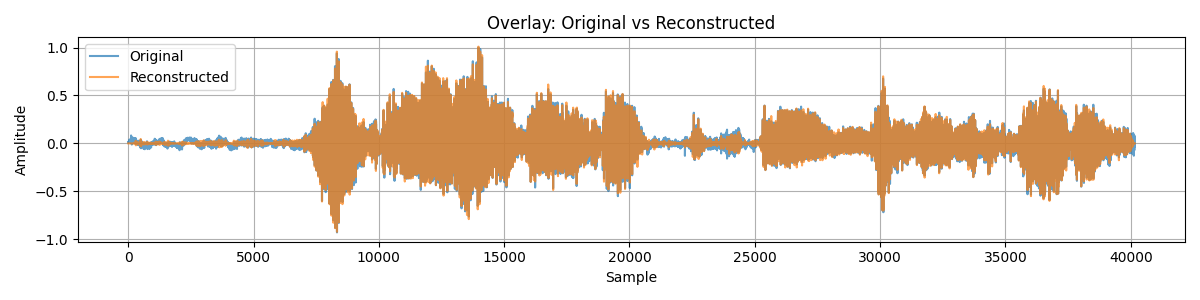 Overlay: Original vs Reconstructed
Original
Reconstructed
1.0
0.5
0.0
−0.5
−1.0
Amplitude
0 5000 10000 15000 20000 25000 30000 35000 40000
Sample